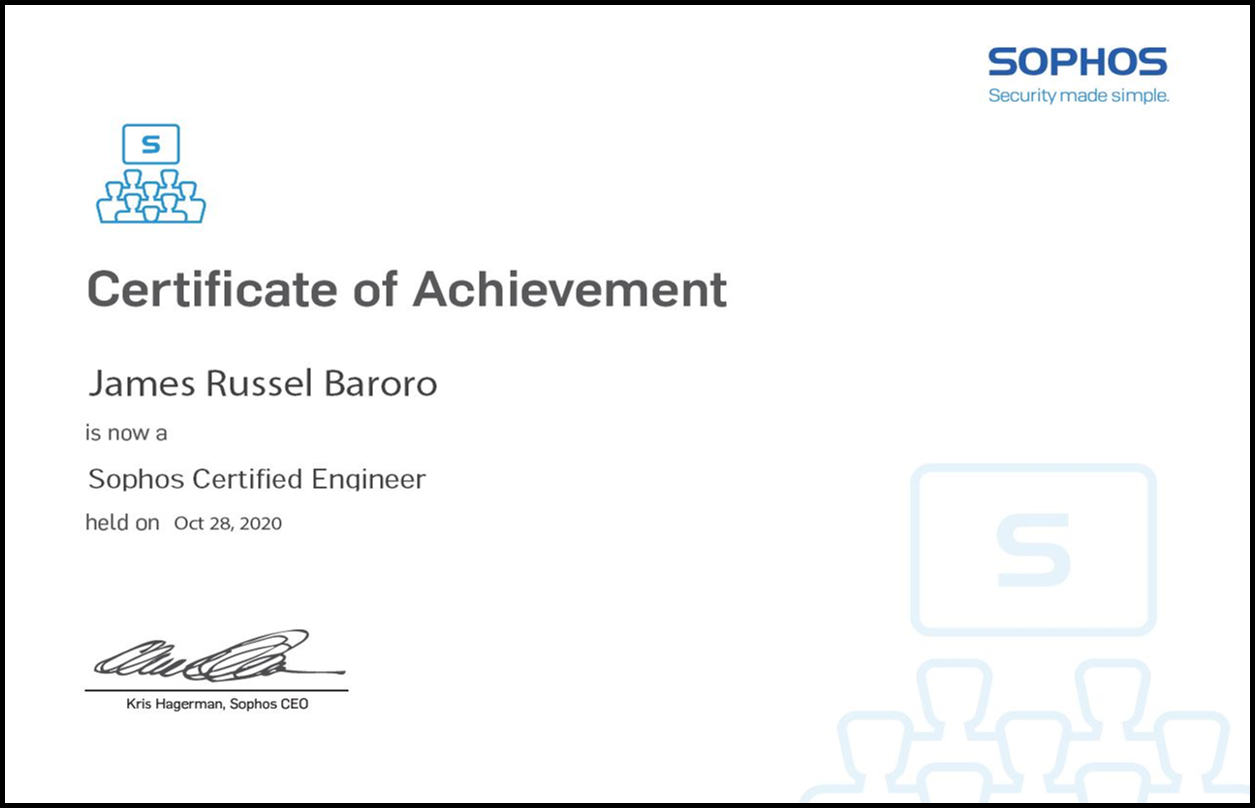 SOPHOS
Security made simple.
S
Certificate of Achievement
James Russel Baroro
is now a
Sophos Certified Engineer
held on Oct 28, 2020
S
Kris Hagerman, Sophos CEO